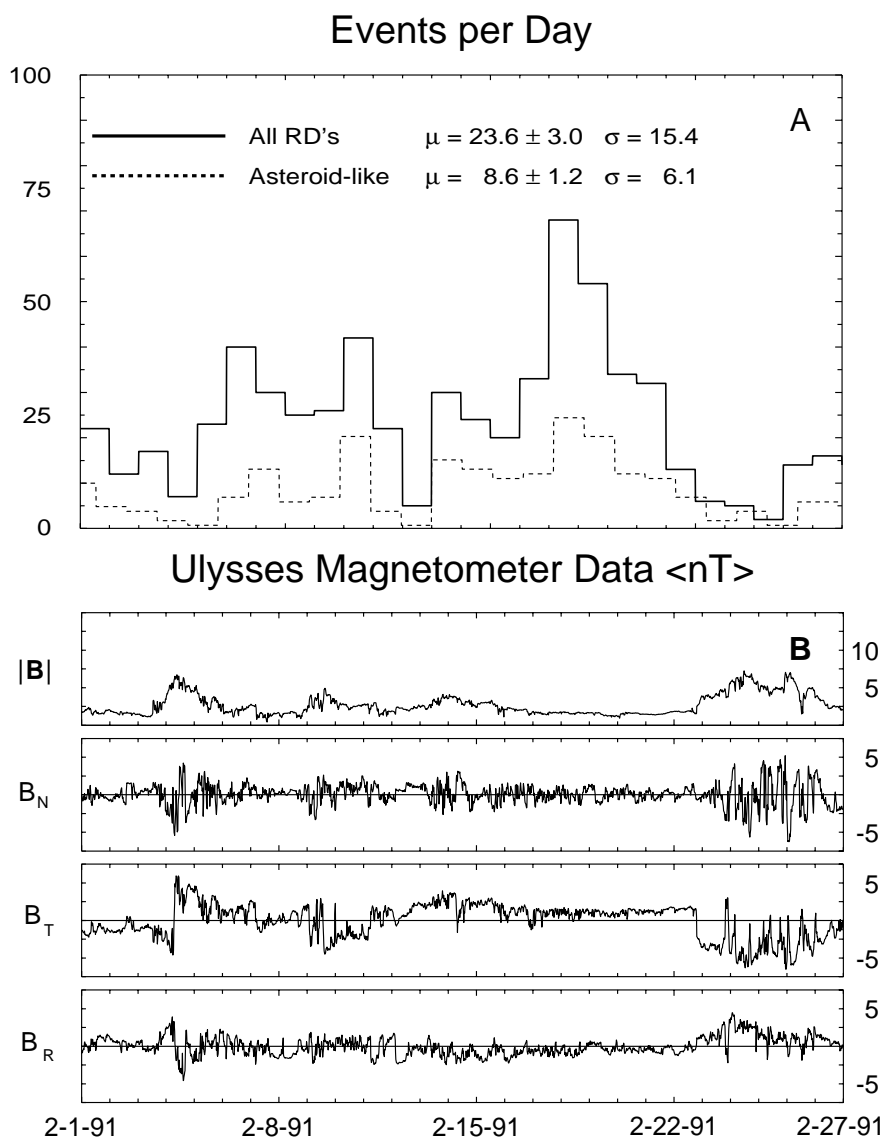 Events per Day
100
A
All RD's μ = 23.6 ± 3.0 σ = 15.4
Asteroid-like μ = 8.6 ± 1.2 σ = 6.1
75
50
25
0
Ulysses Magnetometer Data <nT>
B
|B|
10
5
5
B_N
-5
5
B_T
-5
5
B_R
-5
2-1-91 2-8-91 2-15-91 2-22-91 2-27-91